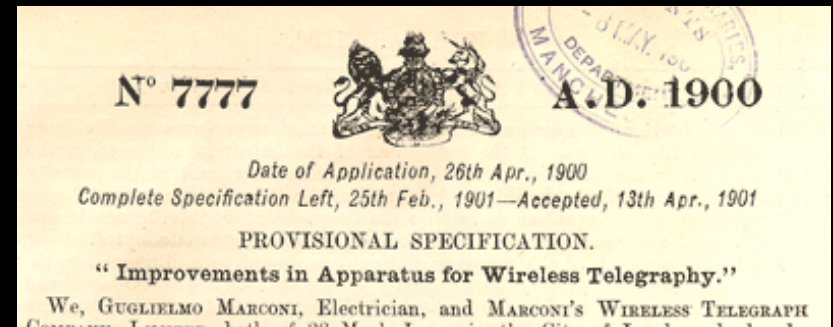 Nº 7777
A.D. 1900
Date of Application, 26th Apr., 1900
Complete Specification Left, 25th Feb., 1901—Accepted, 13th Apr., 1901
PROVISIONAL SPECIFICATION.
“Improvements in Apparatus for Wireless Telegraphy.”
We, GUGLIELMO MARCONI, Electrician, and MARCONI'S WIRELESS TELEGRAPH